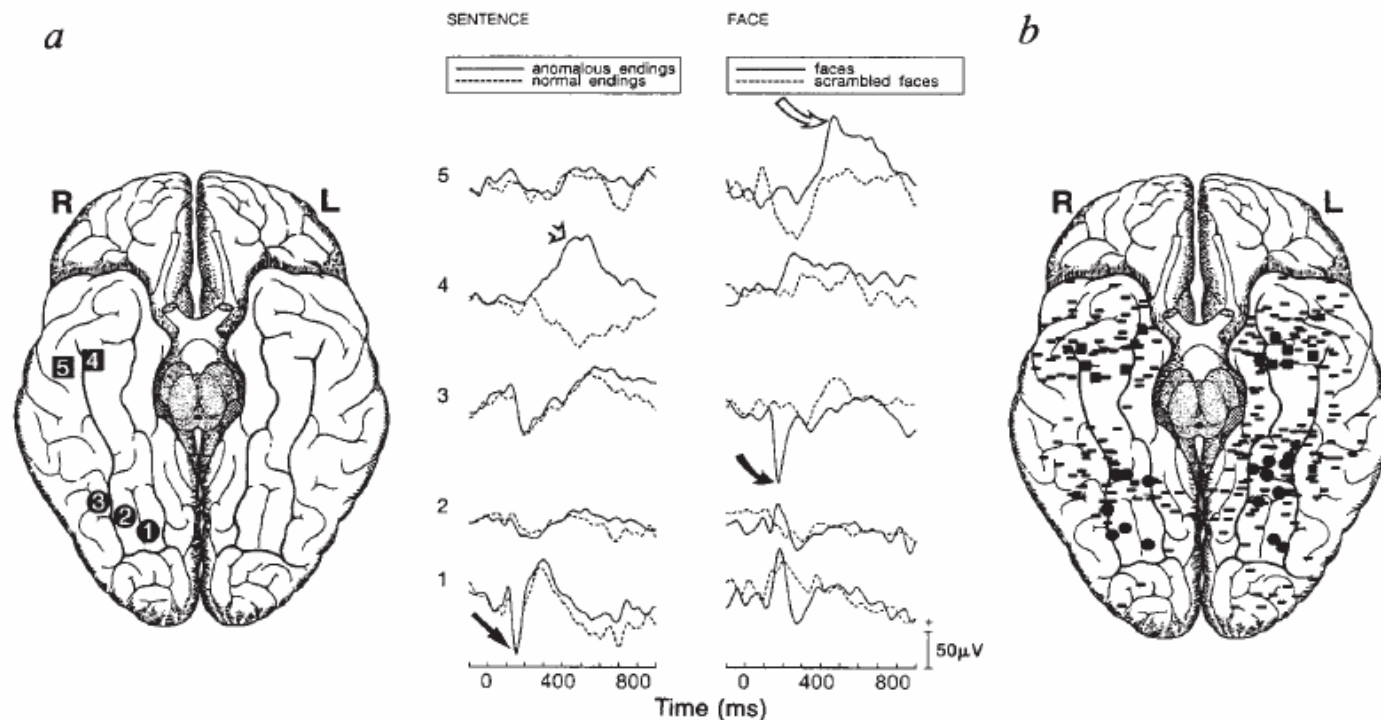 a
SENTENCE
FACE
b
anomalous endings
normal endings
faces
scrambled faces
R
L
R
L
5
4
3
2
1
5
4
3
2
1
+
50μV
0 400 800
0 400 800
Time (ms)